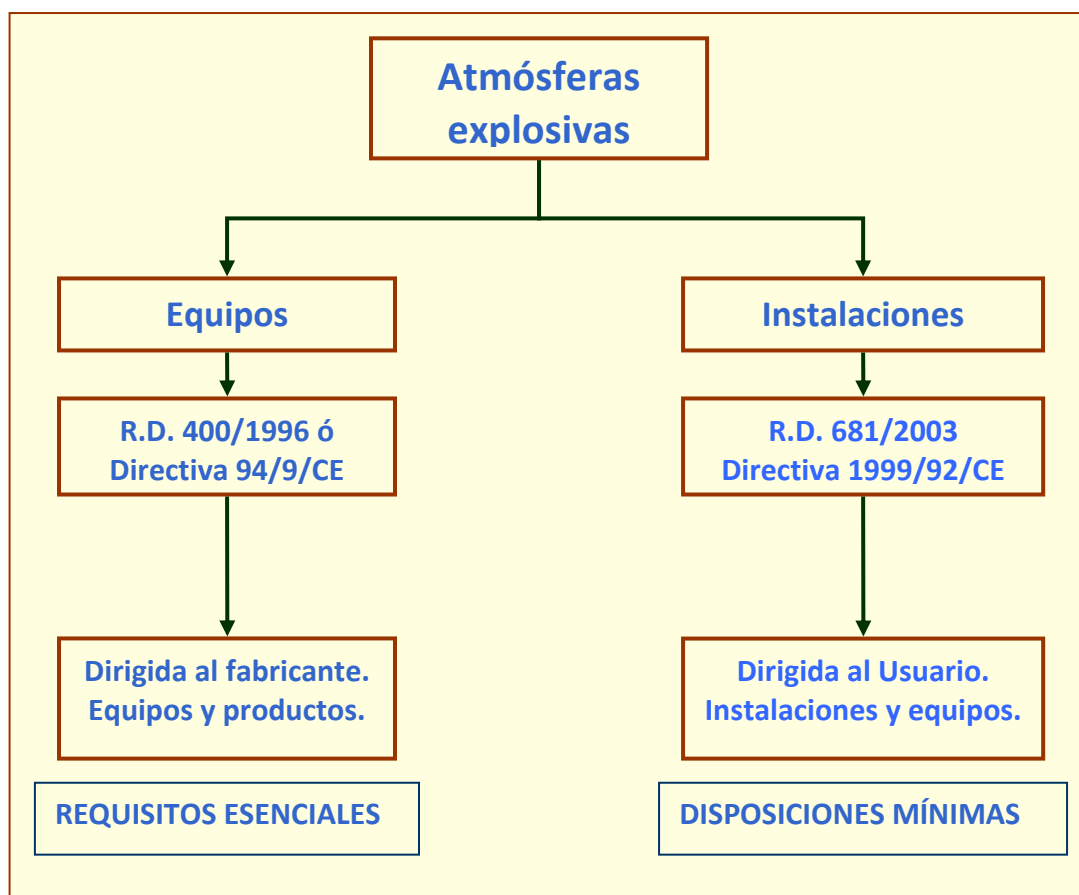 Atmósferas
explosivas
Equipos
Instalaciones
R.D. 400/1996 ó
Directiva 94/9/CE
R.D. 681/2003
Directiva 1999/92/CE
Dirigida al fabricante.
Equipos y productos.
Dirigida al Usuario.
Instalaciones y equipos.
REQUISITOS ESENCIALES
DISPOSICIONES MÍNIMAS